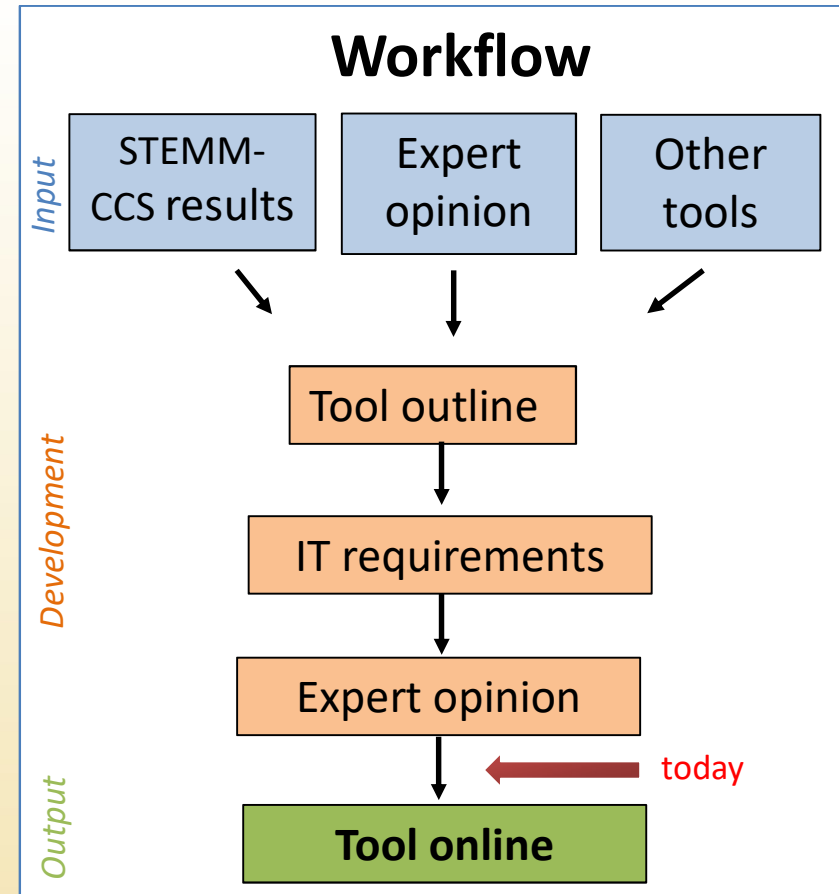 Workflow
Input
STEMM-
CCS results
Expert
opinion
Other
tools
Development
Tool outline
IT requirements
Expert opinion
today
Output
Tool online